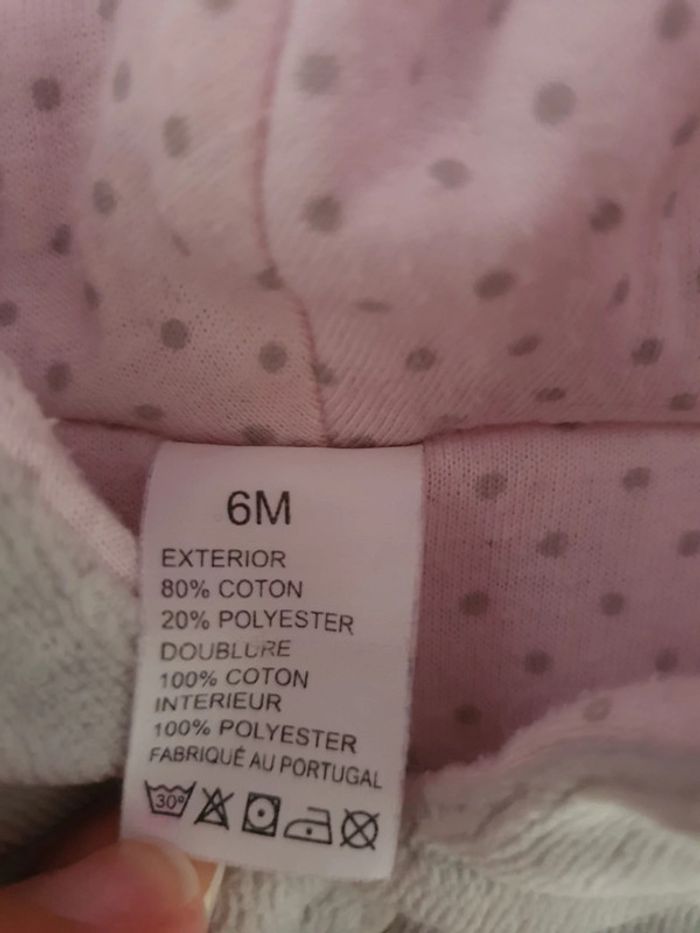 6M
EXTERIOR
80% COTON
20% POLYESTER
DOUBLURE
100% COTON
INTERIEUR
100% POLYESTER
FABRIQUÉ AU PORTUGAL
30°